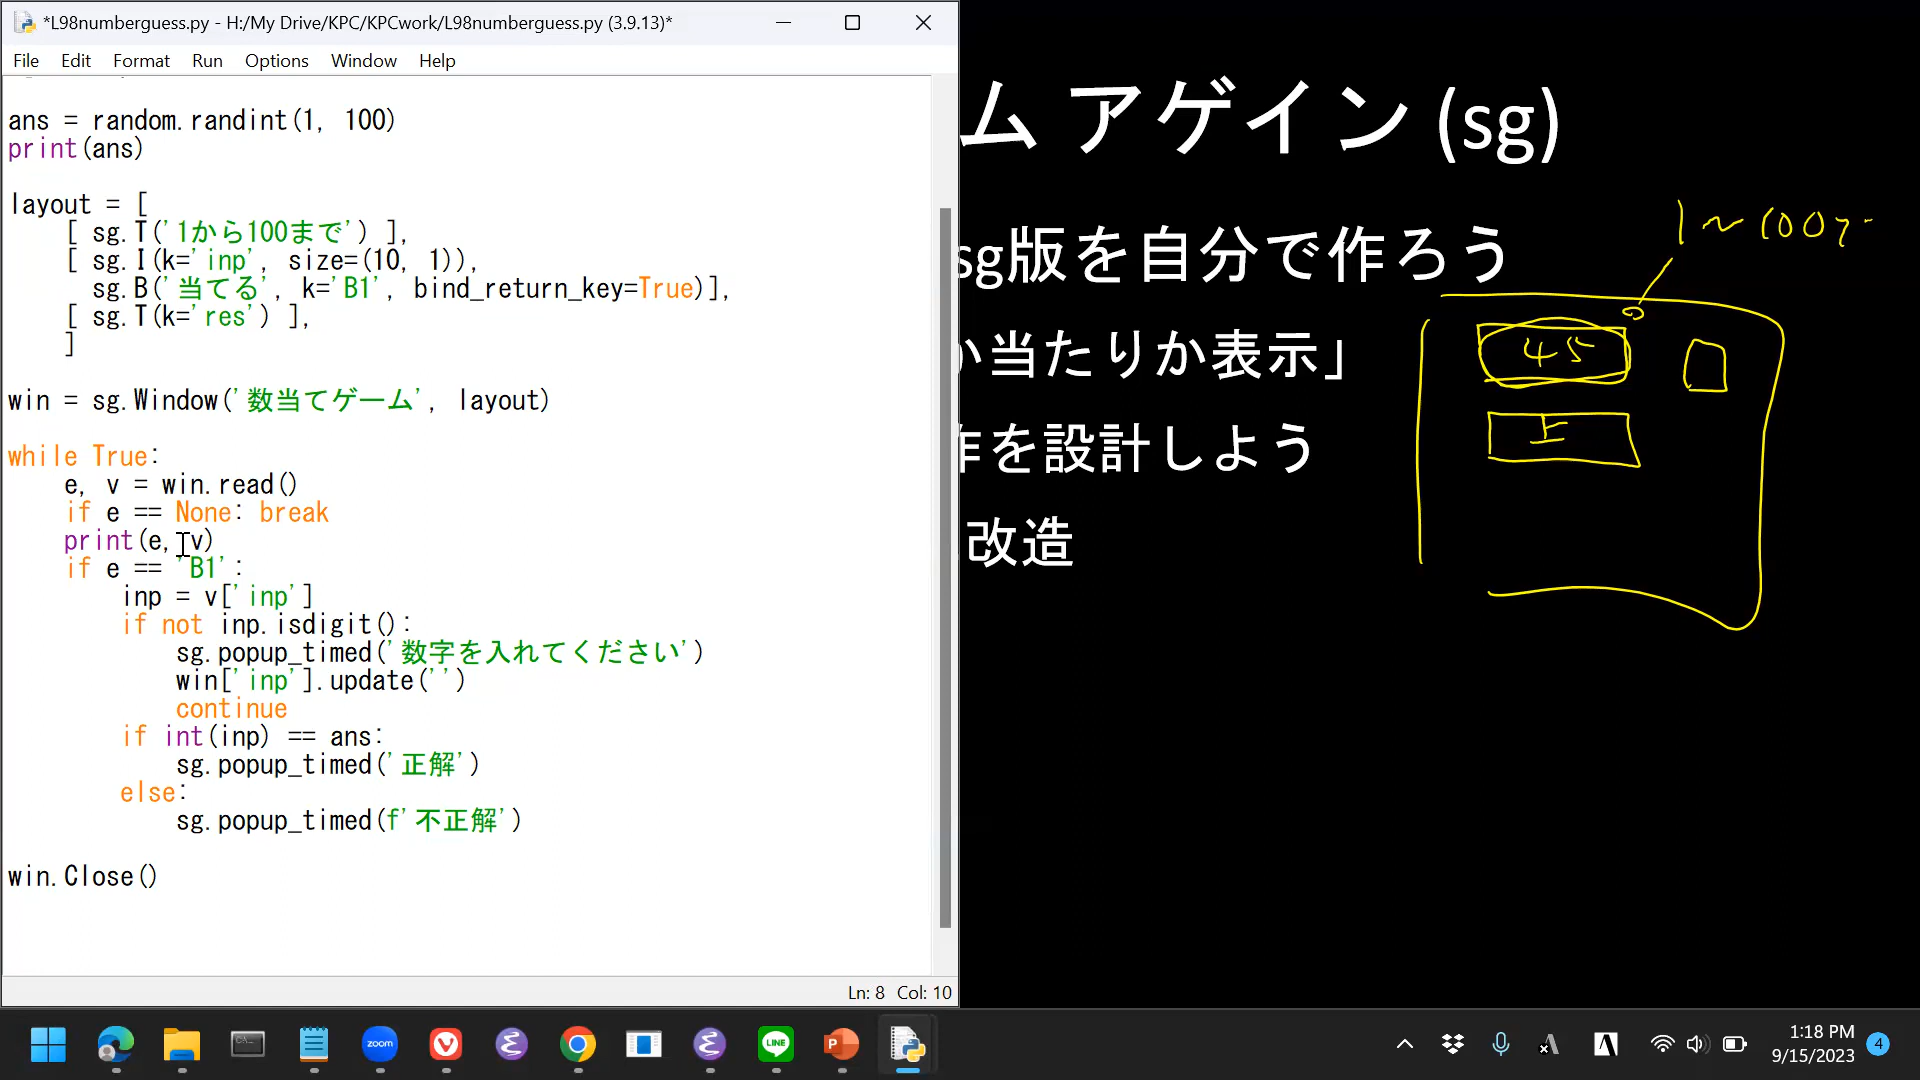 *L98numberguess.py - H:/My Drive/KPC/KPCwork/L98numberguess.py (3.9.13)*
File Edit Format Run Options Window Help
ans = random.randint(1, 100)
print(ans)
layout = [
[ sg.T('1から100まで') ],
[ sg.I(k='inp', size=(10, 1)),
sg.B('当てる', k='B1', bind_return_key=True)],
[ sg.T(k='res') ],
]
win = sg.Window('数当てゲーム', layout)
while True:
e, v = win.read()
if e == None: break
print(e, v)
if e == 'B1':
inp = v['inp']
if not inp.isdigit():
sg.popup_timed('数字を入れてください')
win['inp'].update('')
continue
if int(inp) == ans:
sg.popup_timed('正解')
else:
sg.popup_timed(f'不正解')
win.Close()
Ln: 8 Col: 10
ム アゲイン (sg)
sg版を自分で作ろう
か当たりか表示」
作を設計しよう
改造
1～100
45
上
zoom
LINE
P
A
1:18 PM
9/15/2023
4